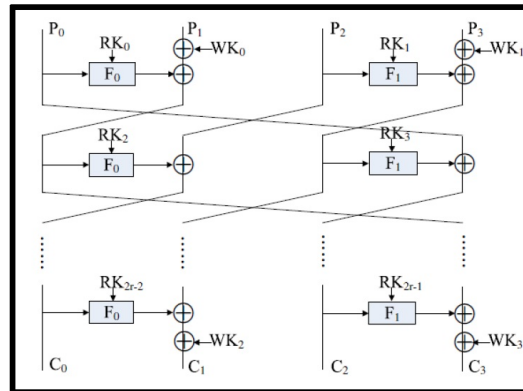 P₀ P₁ P₂ P₃
RK₀ WK₀ RK₁ WK₁
F₀ F₁
RK₂ RK₃
F₀ F₁
RK₂ᵣ₋₂ RK₂ᵣ₋₁
F₀ F₁
WK₂ WK₃
C₀ C₁ C₂ C₃